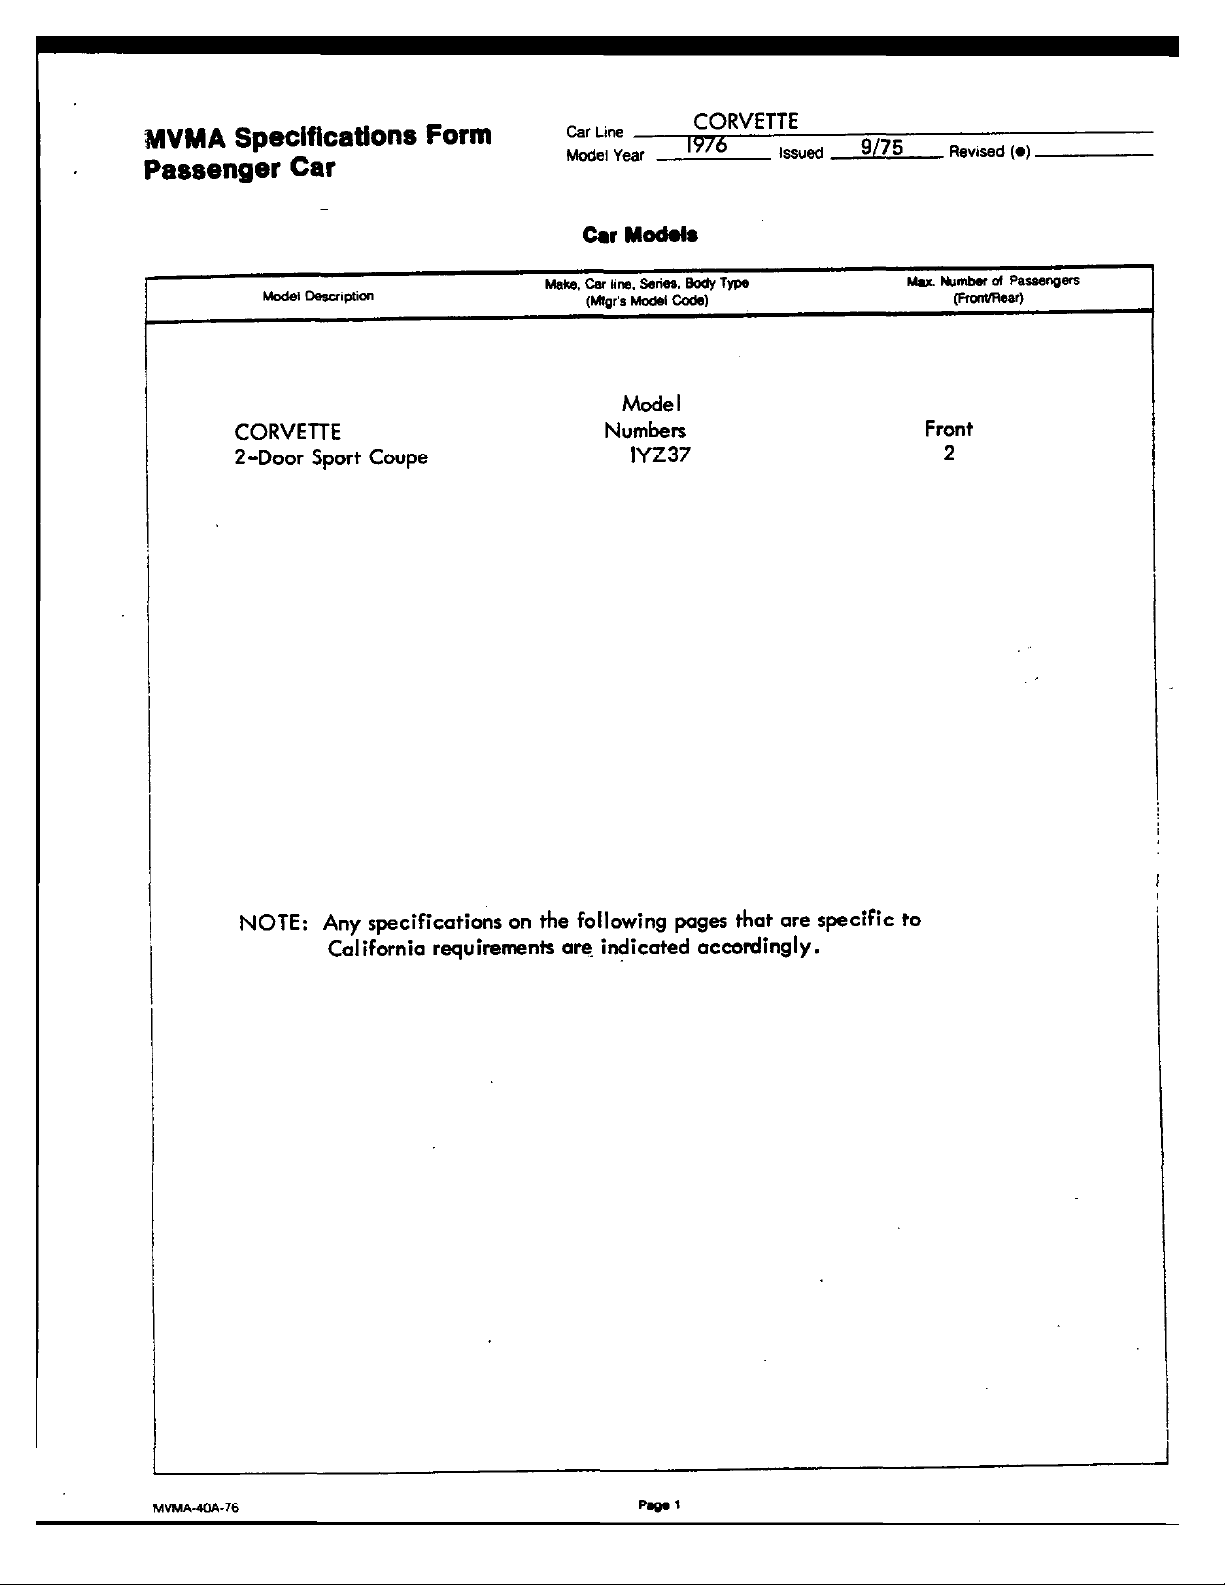 MVMA Specifications Form
Passenger Car
Car Line CORVETTE
Model Year 1976 Issued 9/75 Revised (●)
Car Models
Model Description
Make, Car line, Series, Body Type
(Mfgr's Model Code)
Max. Number of Passengers
(Front/Rear)
Model
CORVETTE Numbers Front
2-Door Sport Coupe 1YZ37 2
NOTE: Any specifications on the following pages that are specific to
California requirements are indicated accordingly.
MVMA-40A-76 Page 1